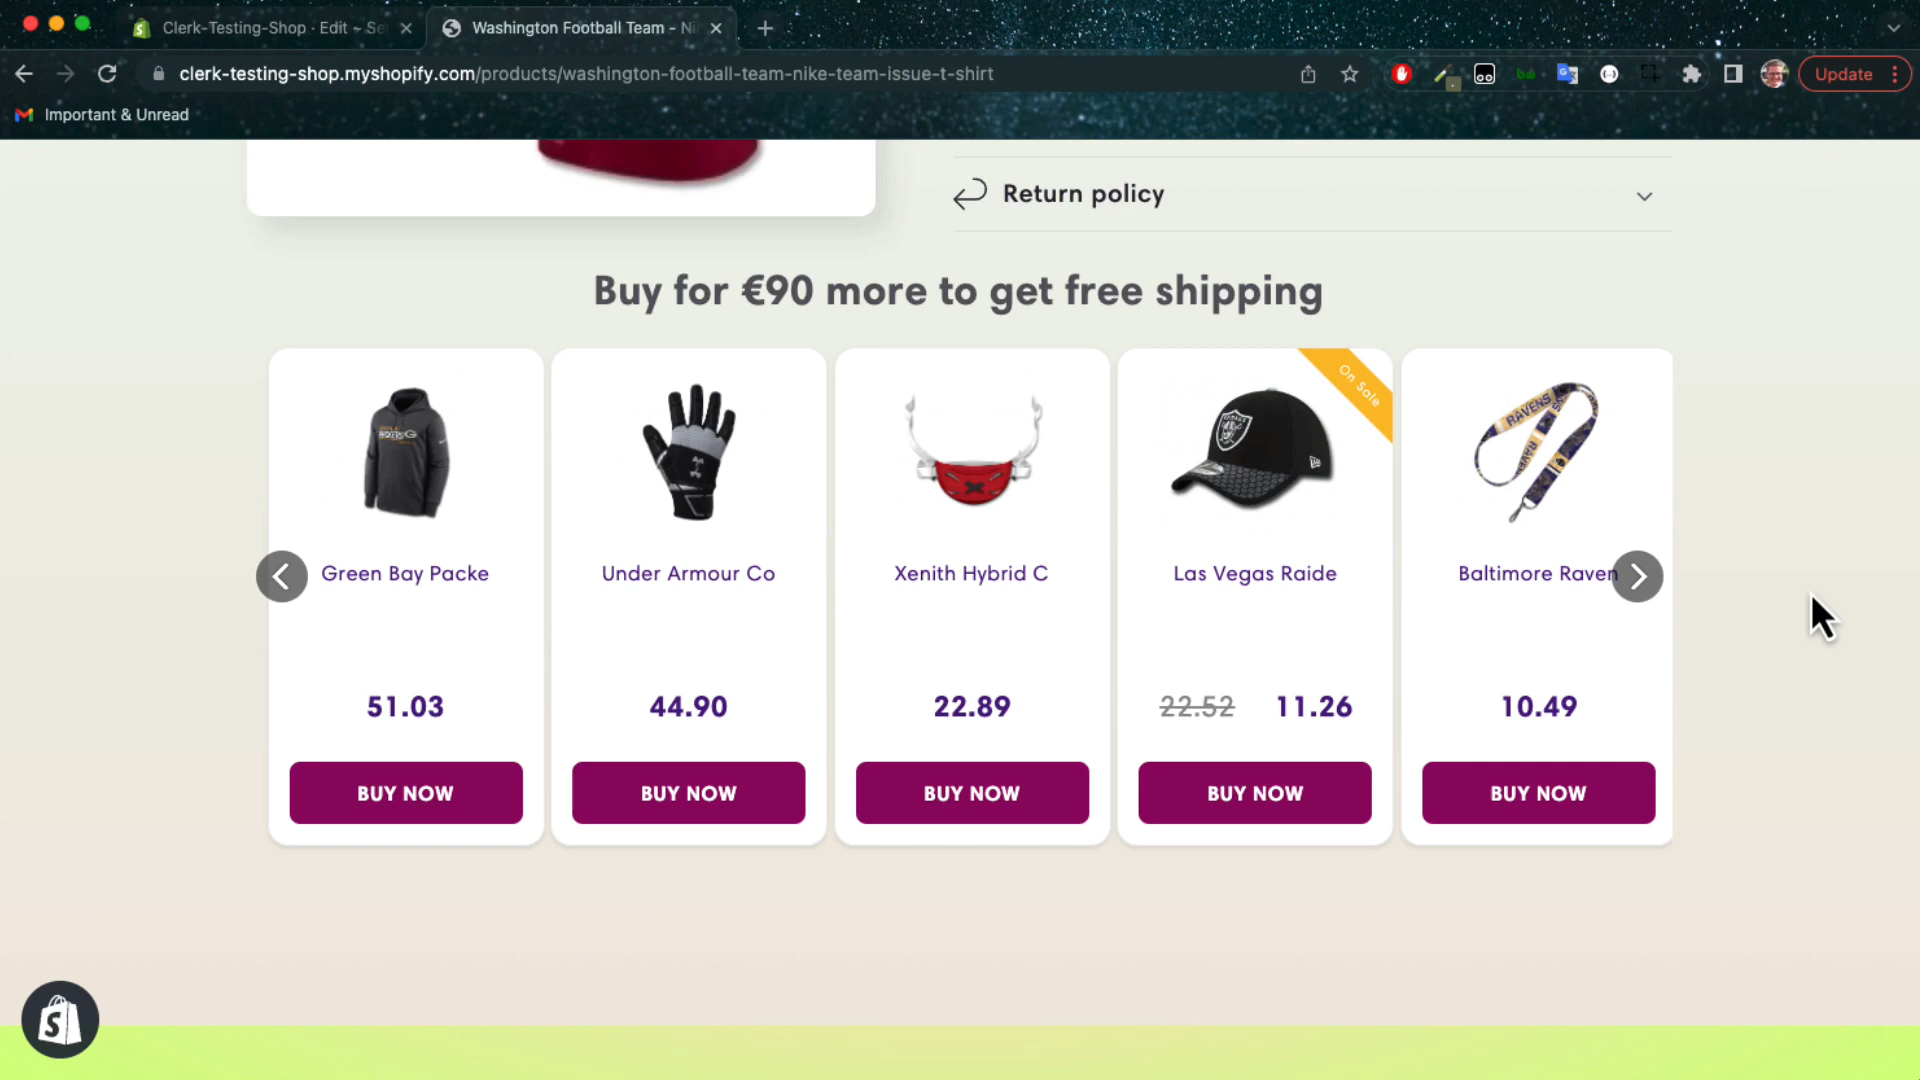 Clerk-Testing-Shop · Edit ~ Se
Washington Football Team - Ni
clerk-testing-shop.myshopify.com/products/washington-football-team-nike-team-issue-t-shirt
Update
Important & Unread
Return policy
Buy for €90 more to get free shipping
On Sale
PACKERS
RAVENS
RAVENS
Green Bay Packe
Under Armour Co
Xenith Hybrid C
Las Vegas Raide
Baltimore Raven
51.03
44.90
22.89
22.52 11.26
10.49
BUY NOW
BUY NOW
BUY NOW
BUY NOW
BUY NOW